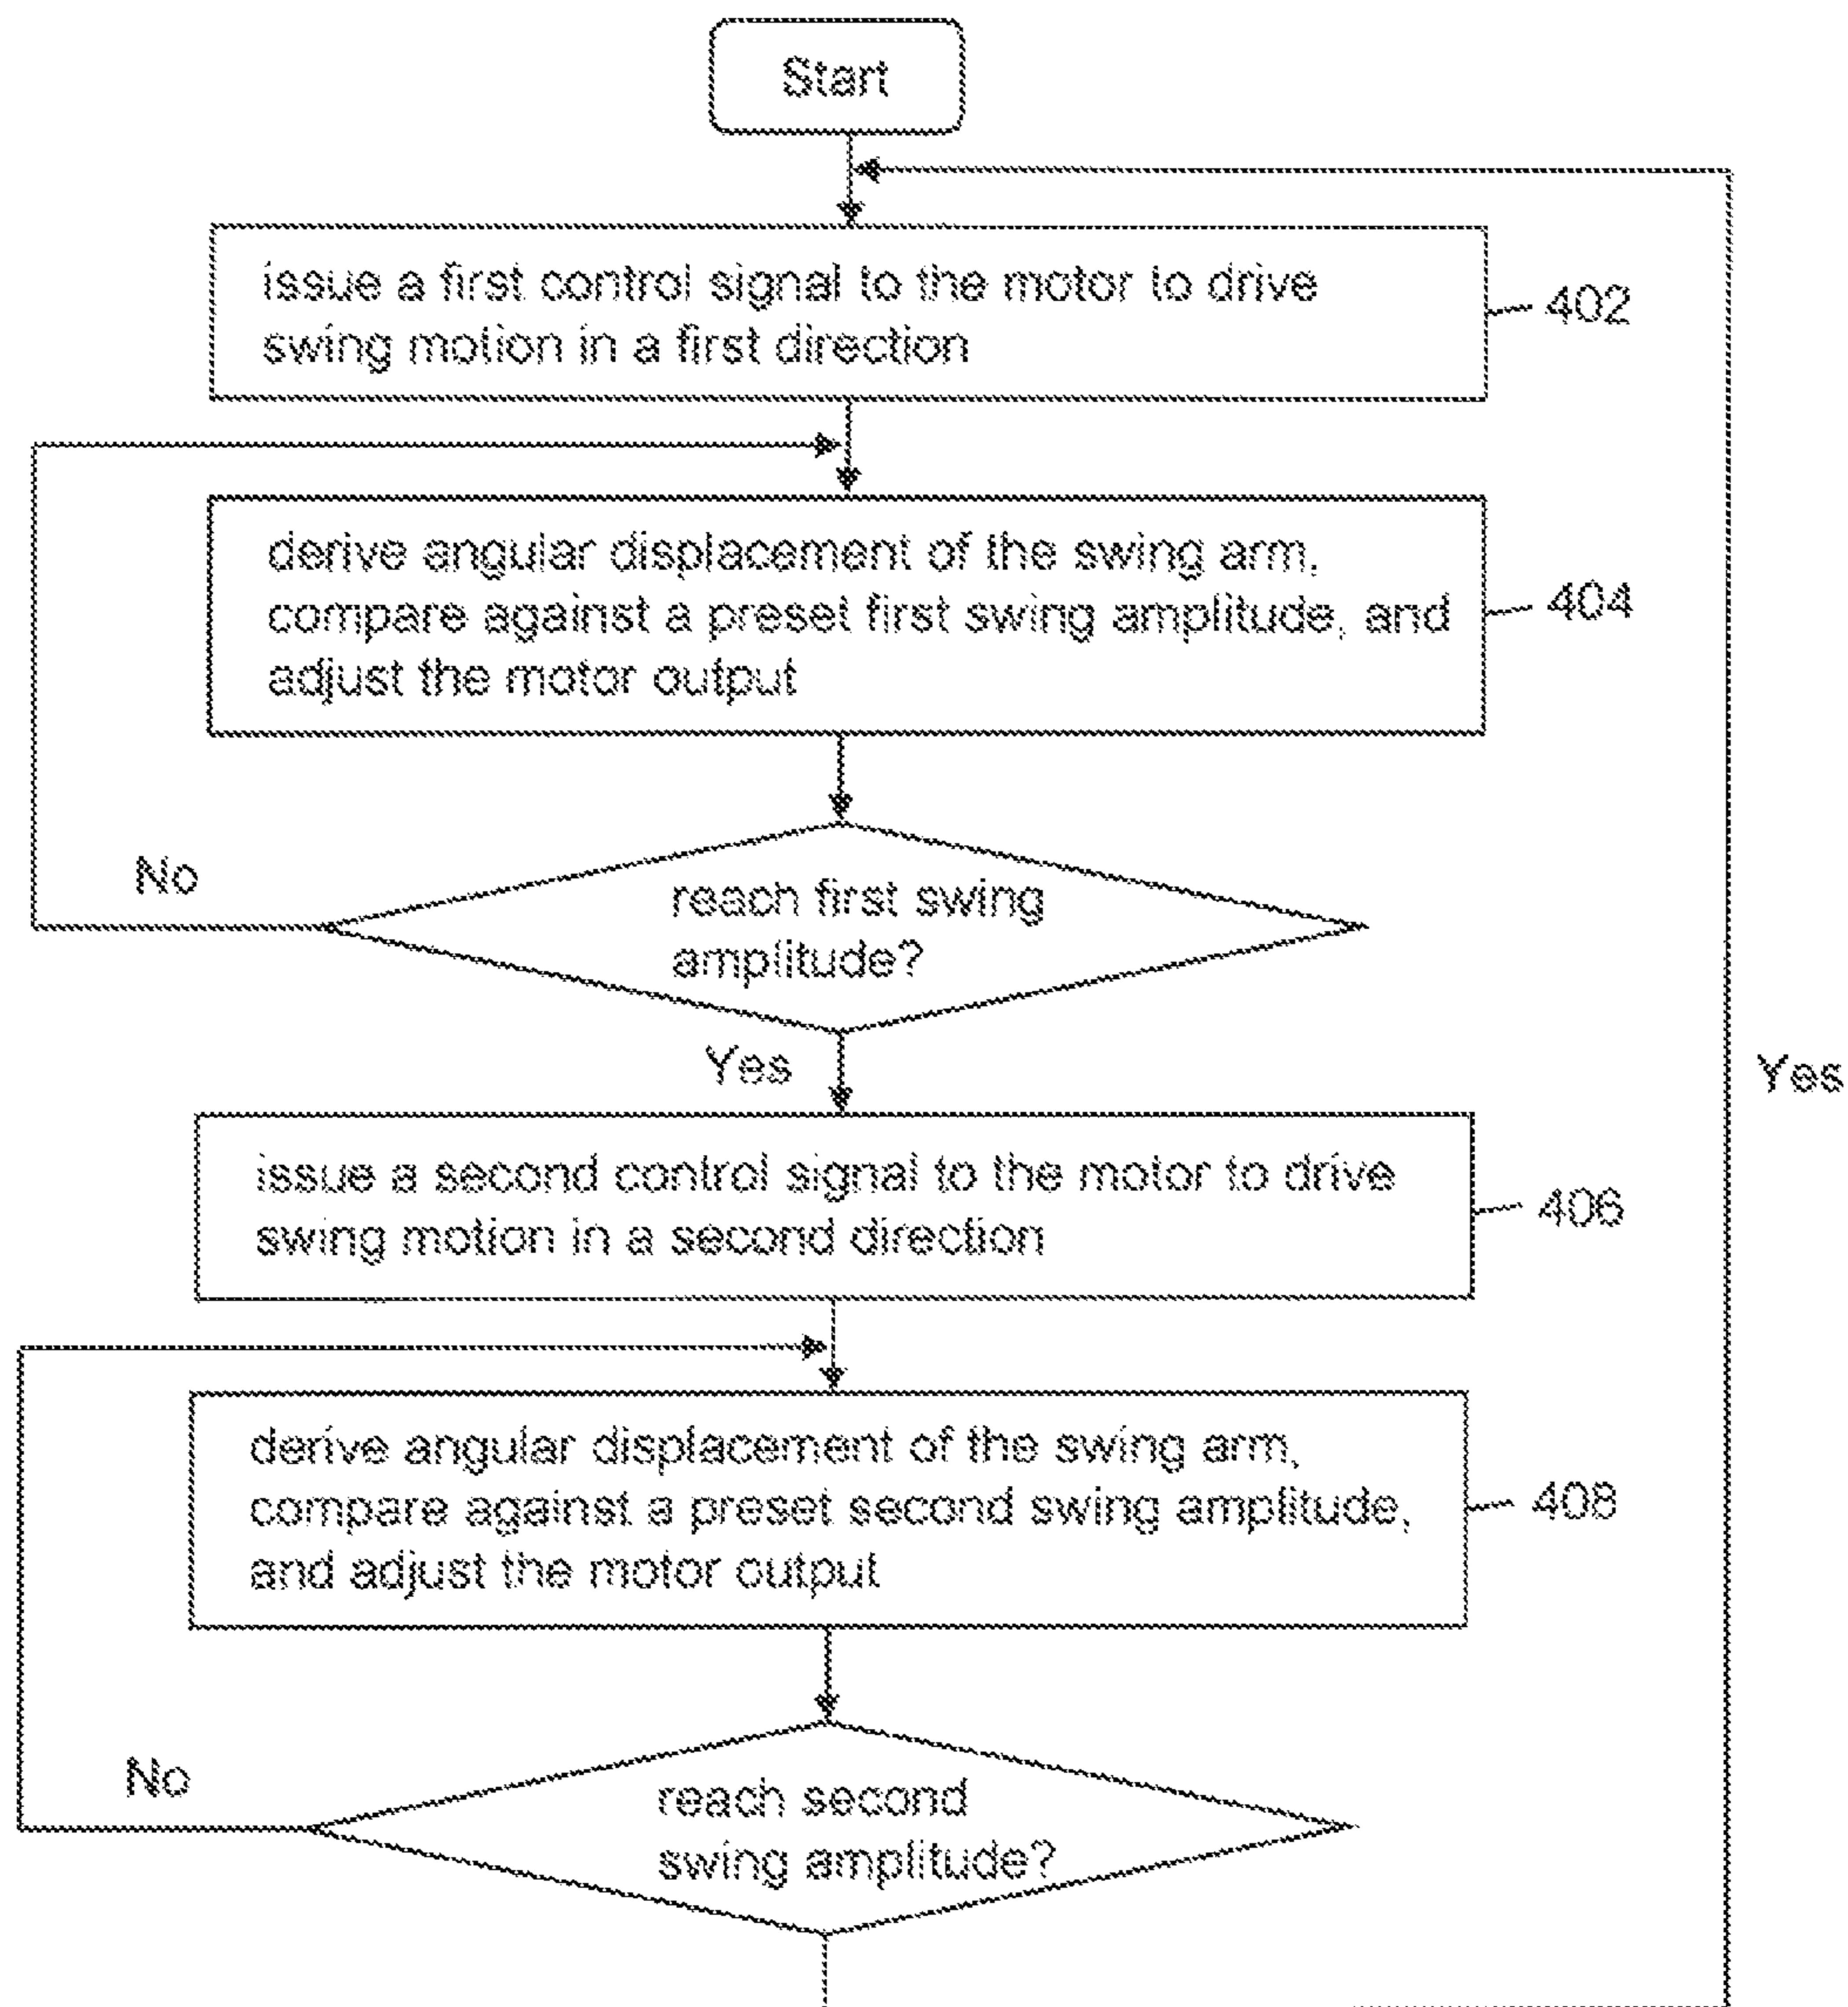 Start
issue a first control signal to the motor to drive
swing motion in a first direction
402
derive angular displacement of the swing arm,
compare against a preset first swing amplitude, and
adjust the motor output
404
No
reach first swing
amplitude?
Yes
Yes
issue a second control signal to the motor to drive
swing motion in a second direction
406
derive angular displacement of the swing arm,
compare against a preset second swing amplitude,
and adjust the motor output
408
No
reach second
swing amplitude?